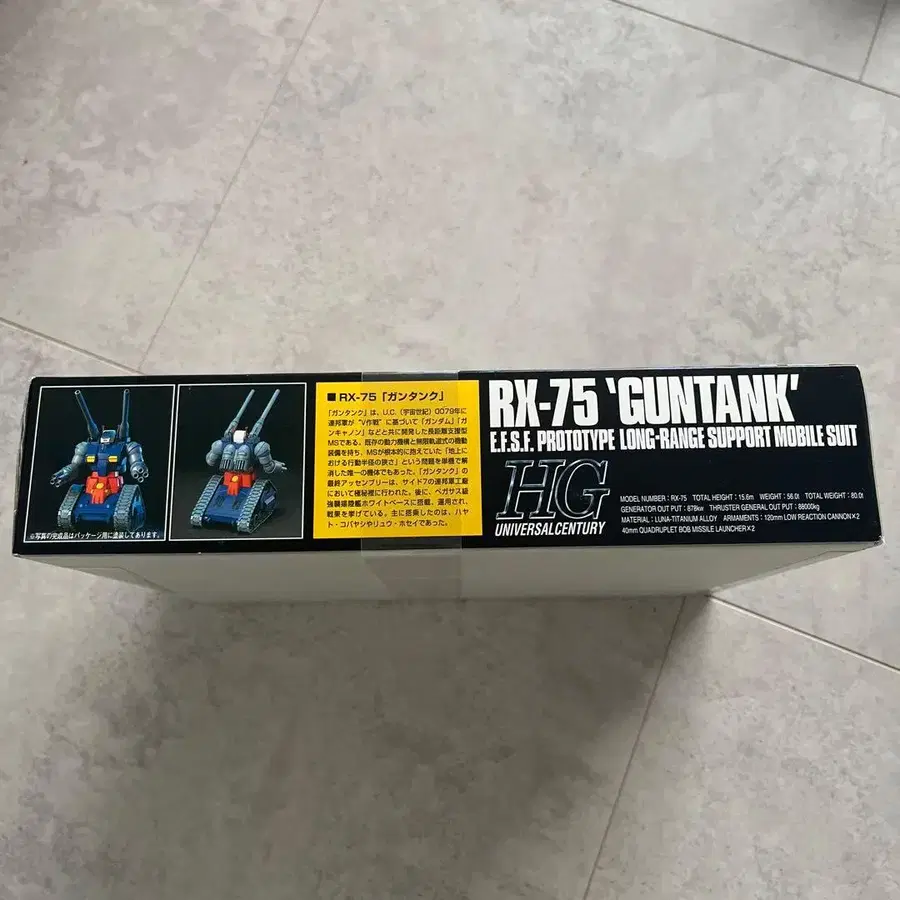 ※写真の完成品はパッケージ用に塗装してあります。
■ RX-75「ガンタンク」
「ガンタンク」は、U.C.(宇宙世紀)0079年に
連邦軍が"V作戦"に基づいて「ガンダム」「ガ
ンキャノン」などと共に開発した長距離支援型
MSである。既存の動力機構と無限軌道式の機動
装備を持ち、MSが根本的に抱えていた「地上に
おける行動半径の狭さ」という問題を単機で解
消した唯一の機体でもあった。「ガンタンク」の
最終アッセンブリーは、サイド7の連邦軍工廠
において極秘裡に行われた。後に、ペガサス級
強襲揚陸艦ホワイトベースに搭載、運用され、
戦果を挙げている。主に搭乗したのは、ハヤ
ト・コバヤシやリュウ・ホセイであった。
RX-75 'GUNTANK'
E.F.S.F. PROTOTYPE LONG-RANGE SUPPORT MOBILE SUIT
HG
UNIVERSAL CENTURY
MODEL NUMBER : RX-75 TOTAL HEIGHT : 15.6m WEIGHT : 56.0t TOTAL WEIGHT : 80.0t
GENERATOR OUT PUT : 878kw THRUSTER GENERAL OUT PUT : 88000kg
MATERIAL : LUNA-TITANIUM ALLOY ARMAMENTS : 120mm LOW REACTION CANNON×2
40mm QUADRUPLET BOB MISSILE LAUNCHER×2